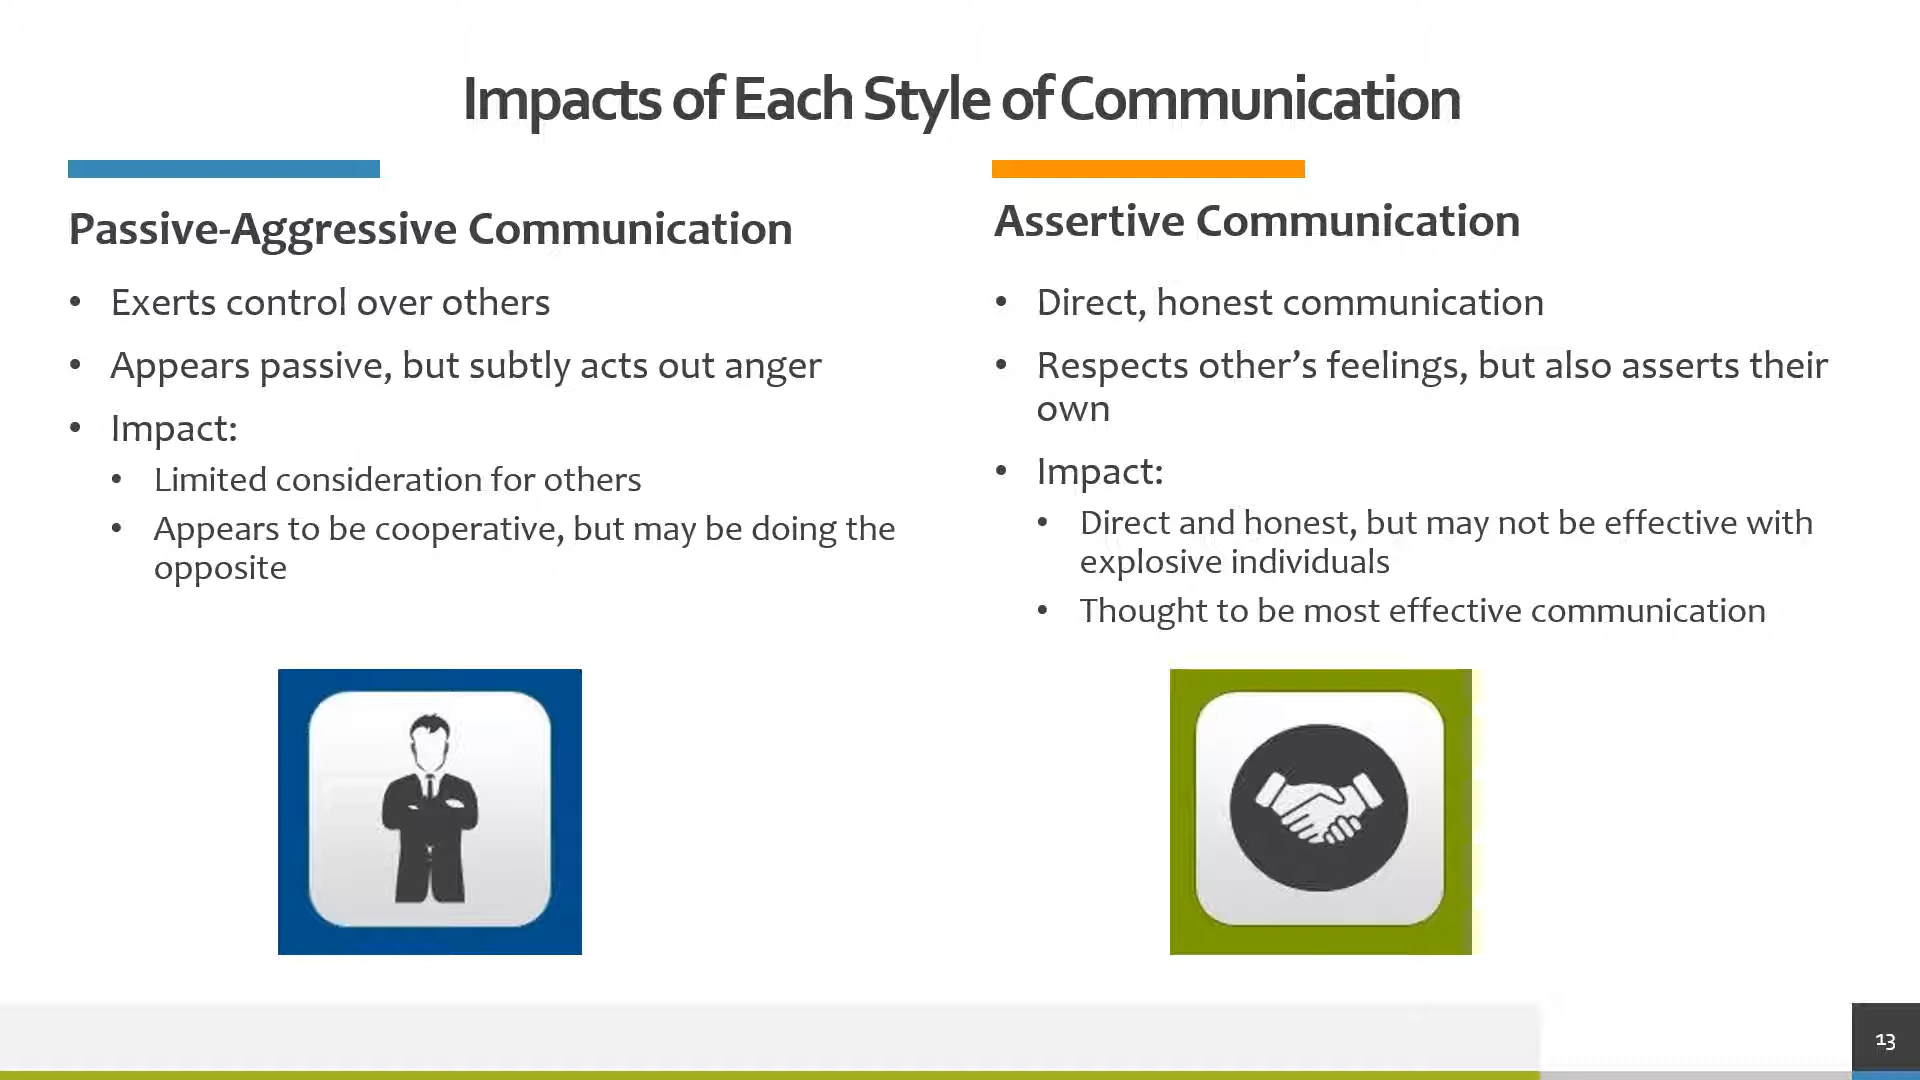 Impacts of Each Style of Communication
Passive-Aggressive Communication
• Exerts control over others
• Appears passive, but subtly acts out anger
• Impact:
• Limited consideration for others
• Appears to be cooperative, but may be doing the
opposite
Assertive Communication
• Direct, honest communication
• Respects other’s feelings, but also asserts their
own
• Impact:
• Direct and honest, but may not be effective with
explosive individuals
• Thought to be most effective communication
13